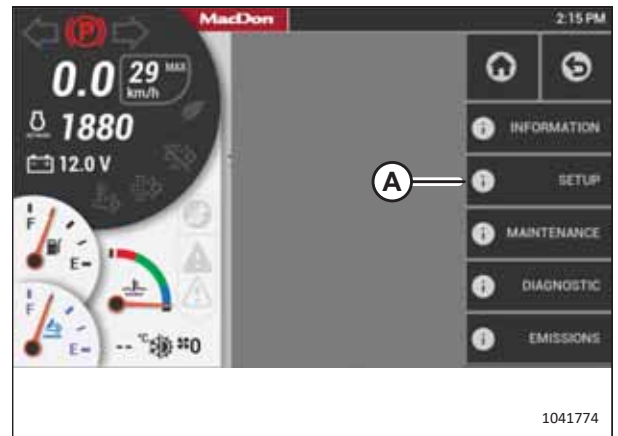 MacDon 2:15 PM
P
0.0 29 MAX
km/h
1880
12.0 V
INFORMATION
A
SETUP
MAINTENANCE
DIAGNOSTIC
EMISSIONS
F
E
F
E
-- °C 0
1041774